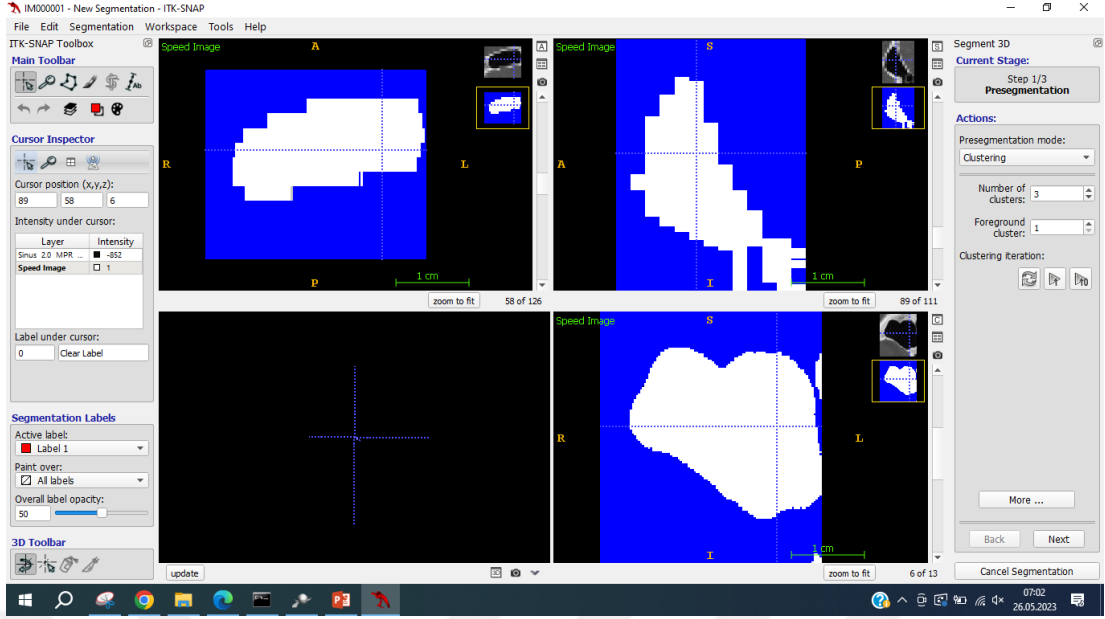 IM000001 - New Segmentation - ITK-SNAP
File Edit Segmentation Workspace Tools Help
ITK-SNAP Toolbox
Main Toolbar
Ab
Cursor Inspector
Cursor position (x,y,z):
89 58 6
Intensity under cursor:
Layer Intensity
Sinus 2.0 MPR ... -852
Speed Image 1
Label under cursor:
0 Clear Label
Segmentation Labels
Active label:
Label 1
Paint over:
All labels
Overall label opacity:
50
3D Toolbar
Speed Image
A
A
R
L
P
1 cm
zoom to fit
58 of 126
Speed Image
S
S
A
P
I
1 cm
zoom to fit
89 of 111
update
3D
Speed Image
S
C
R
L
I
1 cm
zoom to fit
6 of 13
Segment 3D
Current Stage:
Step 1/3
Presegmentation
Actions:
Presegmentation mode:
Clustering
Number of
clusters: 3
Foreground
cluster: 1
Clustering iteration:
More ...
Back Next
Cancel Segmentation
07:02
26.05.2023